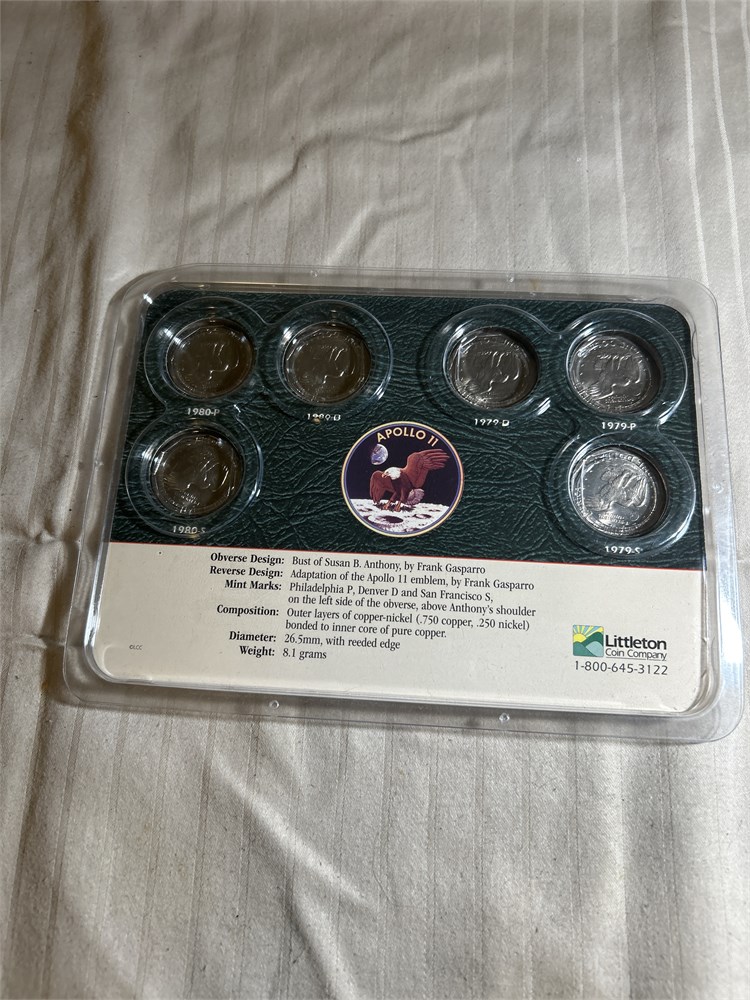 1980-P
1980-D
1979-D
1979-P
1980-S
APOLLO 11
1979-S
Obverse Design: Bust of Susan B. Anthony, by Frank Gasparro
Reverse Design: Adaptation of the Apollo 11 emblem, by Frank Gasparro
Mint Marks: Philadelphia P, Denver D and San Francisco S,
on the left side of the obverse, above Anthony's shoulder
Composition: Outer layers of copper-nickel (.750 copper, .250 nickel)
bonded to inner core of pure copper.
Diameter: 26.5mm, with reeded edge
Weight: 8.1 grams
©LCC
Littleton
Coin Company
1-800-645-3122